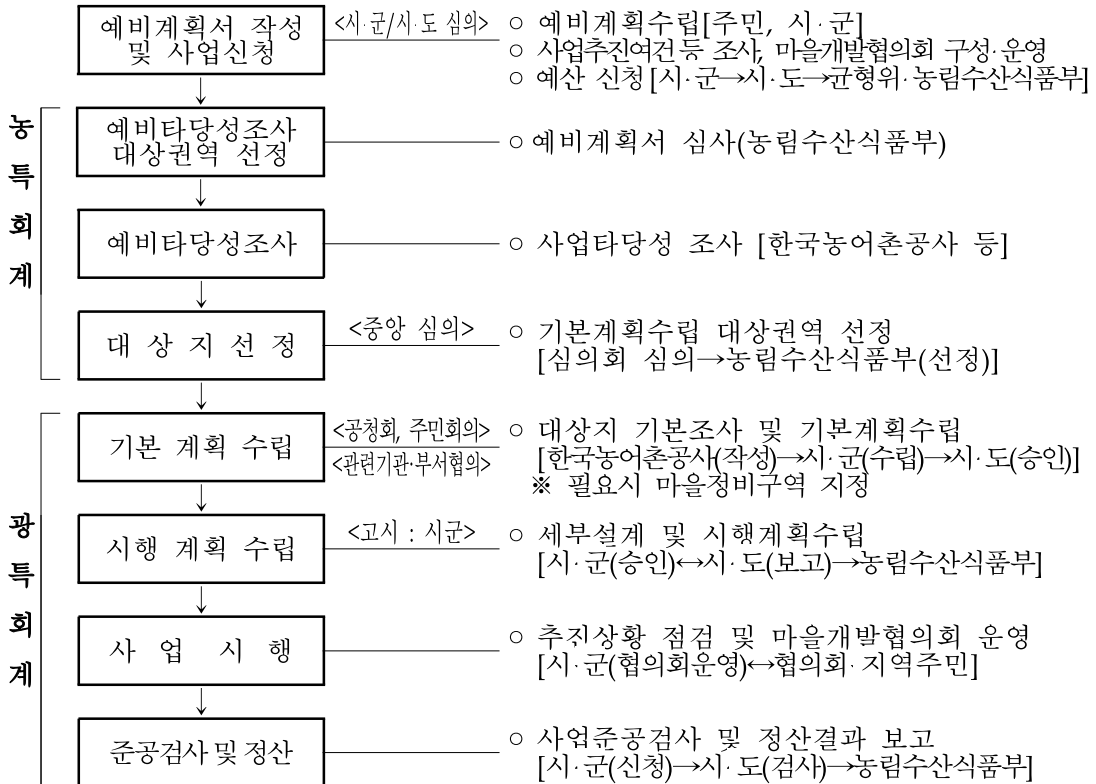 예비계획서 작성
및 사업신청
<시·군/시·도 심의>
○ 예비계획수립[주민, 시·군]
○ 사업추진여건등 조사, 마을개발협의회 구성·운영
○ 예산 신청[시·군→시·도→균형위·농림수산식품부]
농특회계
예비타당성조사
대상권역 선정
○ 예비계획서 심사(농림수산식품부)
예비타당성조사
○ 사업타당성 조사 [한국농어촌공사 등]
대 상 지 선 정
<중앙 심의>
○ 기본계획수립 대상권역 선정
[심의회 심의→농림수산식품부(선정)]
광특회계
기본 계획 수립
<공청회, 주민회의>
<관련기관·부서협의>
○ 대상지 기본조사 및 기본계획수립
[한국농어촌공사(작성)→시·군(수립)→시·도(승인)]
※ 필요시 마을정비구역 지정
시행 계획 수립
<고시 : 시군>
○ 세부설계 및 시행계획수립
[시·군(승인)↔시·도(보고)→농림수산식품부]
사 업 시 행
○ 추진상황 점검 및 마을개발협의회 운영
[시·군(협의회운영)↔협의회·지역주민]
준공검사 및 정산
○ 사업준공검사 및 정산결과 보고
[시·군(신청)→시·도(검사)→농림수산식품부]